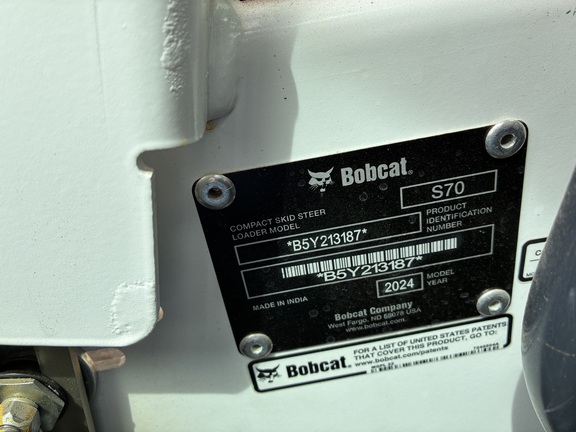 Bobcat®
S70
COMPACT SKID STEER
LOADER MODEL
PRODUCT
IDENTIFICATION
NUMBER
*B5Y213187*
*B5Y213187*
MADE IN INDIA
2024
MODEL
YEAR
Bobcat Company
West Fargo, ND 58078 USA
www.bobcat.com
Bobcat.
FOR A LIST OF UNITED STATES PATENTS
THAT COVER THIS PRODUCT, GO TO:
www.bobcat.com/patents.